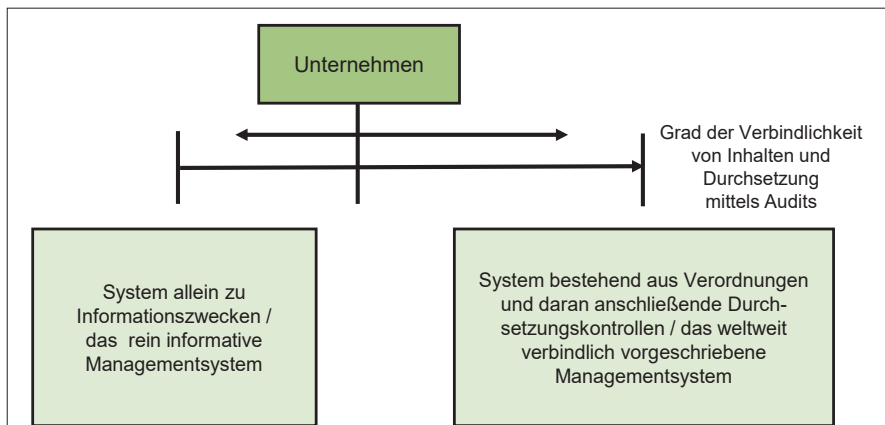 Unternehmen
Grad der Verbindlichkeit
von Inhalten und
Durchsetzung
mittels Audits
System allein zu
Informationszwecken /
das rein informative
Managementsystem
System bestehend aus Verordnungen
und daran anschließende Durch-
setzungskontrollen / das weltweit
verbindlich vorgeschriebene
Managementsystem